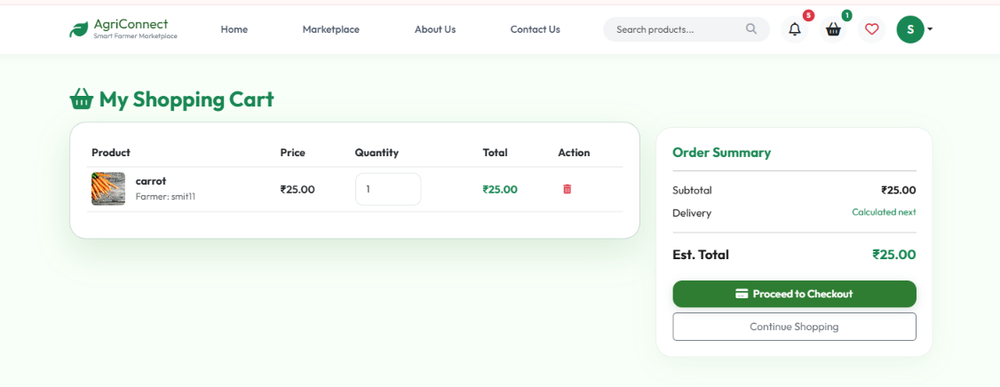 AgriConnect
Smart Farmer Marketplace
Home
Marketplace
About Us
Contact Us
Search products...
5
1
S
My Shopping Cart
Product Price Quantity Total Action
carrot
Farmer: smit11
₹25.00
1
₹25.00
Order Summary
Subtotal ₹25.00
Delivery Calculated next
Est. Total ₹25.00
Proceed to Checkout
Continue Shopping